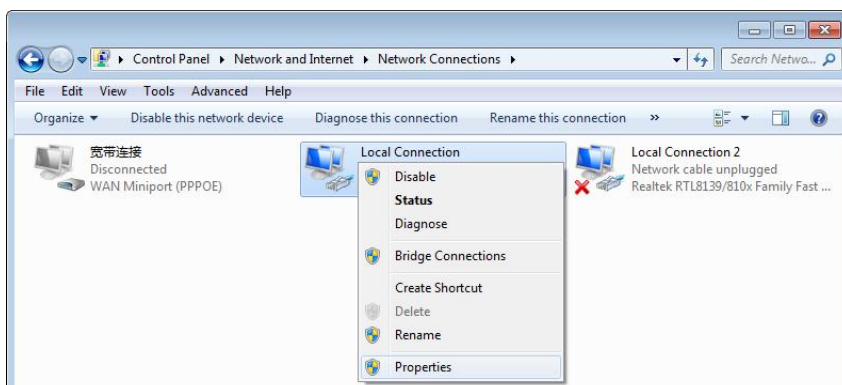 Control Panel ▸ Network and Internet ▸ Network Connections ▸
Search Netwo...
File Edit View Tools Advanced Help
Organize Disable this network device Diagnose this connection Rename this connection »
宽带连接
Disconnected
WAN Miniport (PPPOE)
Local Connection
Local Connection 2
Network cable unplugged
Realtek RTL8139/810x Family Fast ...
Disable
Status
Diagnose
Bridge Connections
Create Shortcut
Delete
Rename
Properties